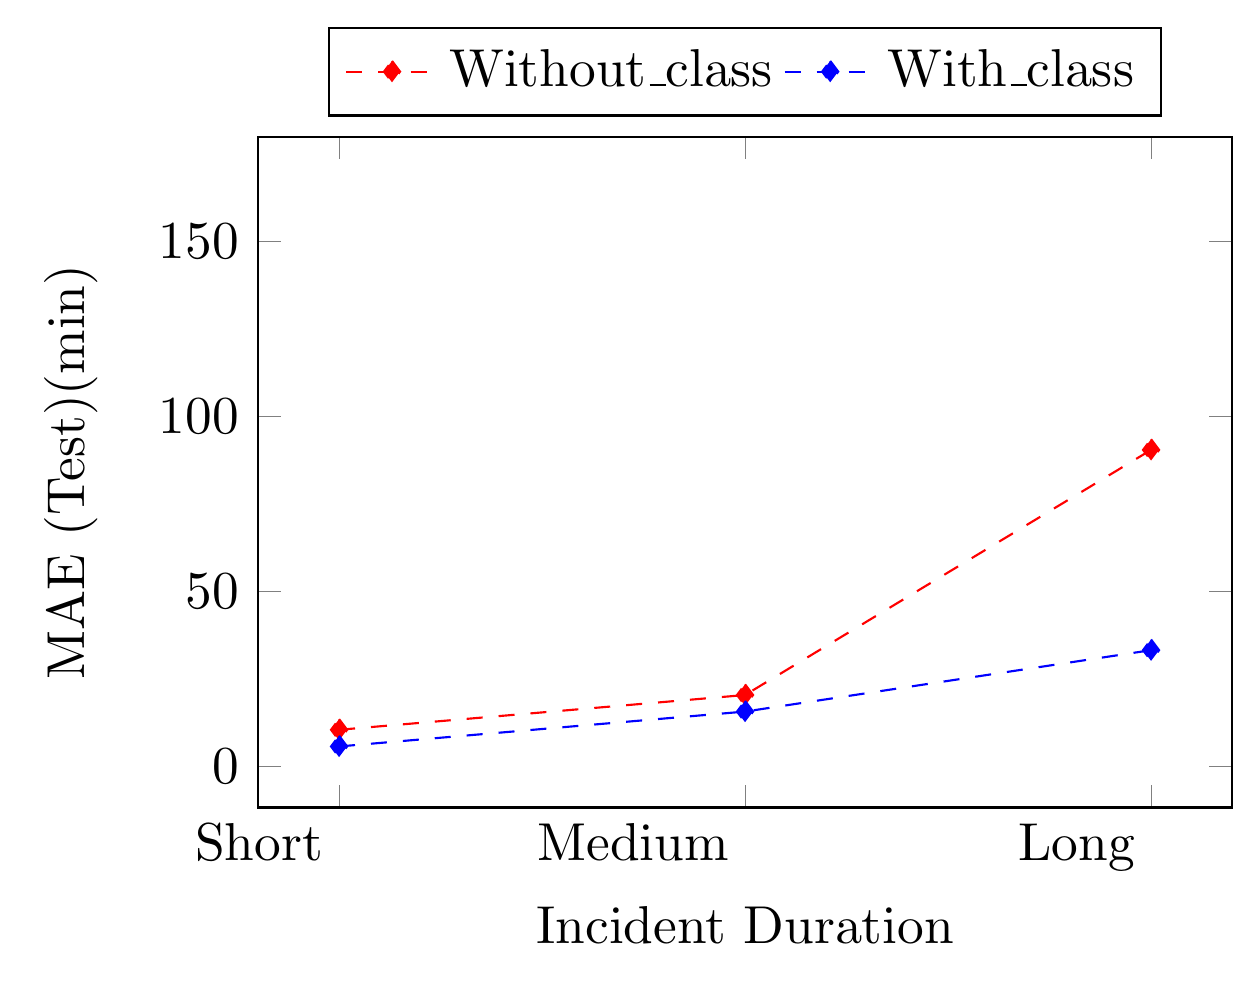 Without_class With_class
150
100
50
0
MAE (Test)(min)
Short Medium Long
Incident Duration